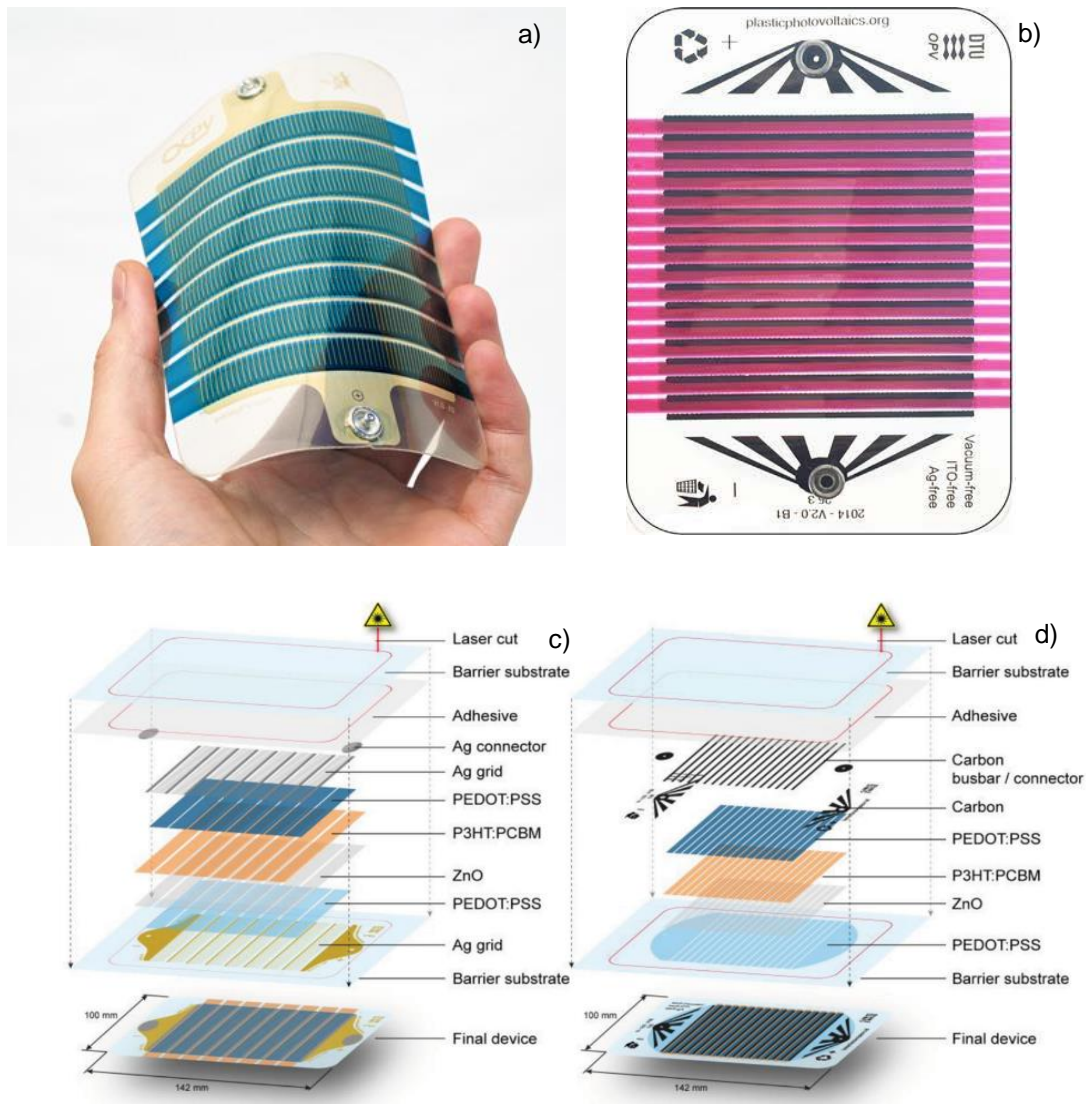 a)
OPV
plasticphotovoltaics.org
b)
+
DTU
OPV
Vacuum-free
ITO-free
Ag-free
2014 - V2.0 - B1
26.3
c)
Laser cut
Barrier substrate
Adhesive
Ag connector
Ag grid
PEDOT:PSS
P3HT:PCBM
ZnO
PEDOT:PSS
Ag grid
Barrier substrate
Final device
100 mm
142 mm
d)
Laser cut
Barrier substrate
Adhesive
Carbon
busbar / connector
Carbon
PEDOT:PSS
P3HT:PCBM
ZnO
PEDOT:PSS
Barrier substrate
Final device
100 mm
142 mm